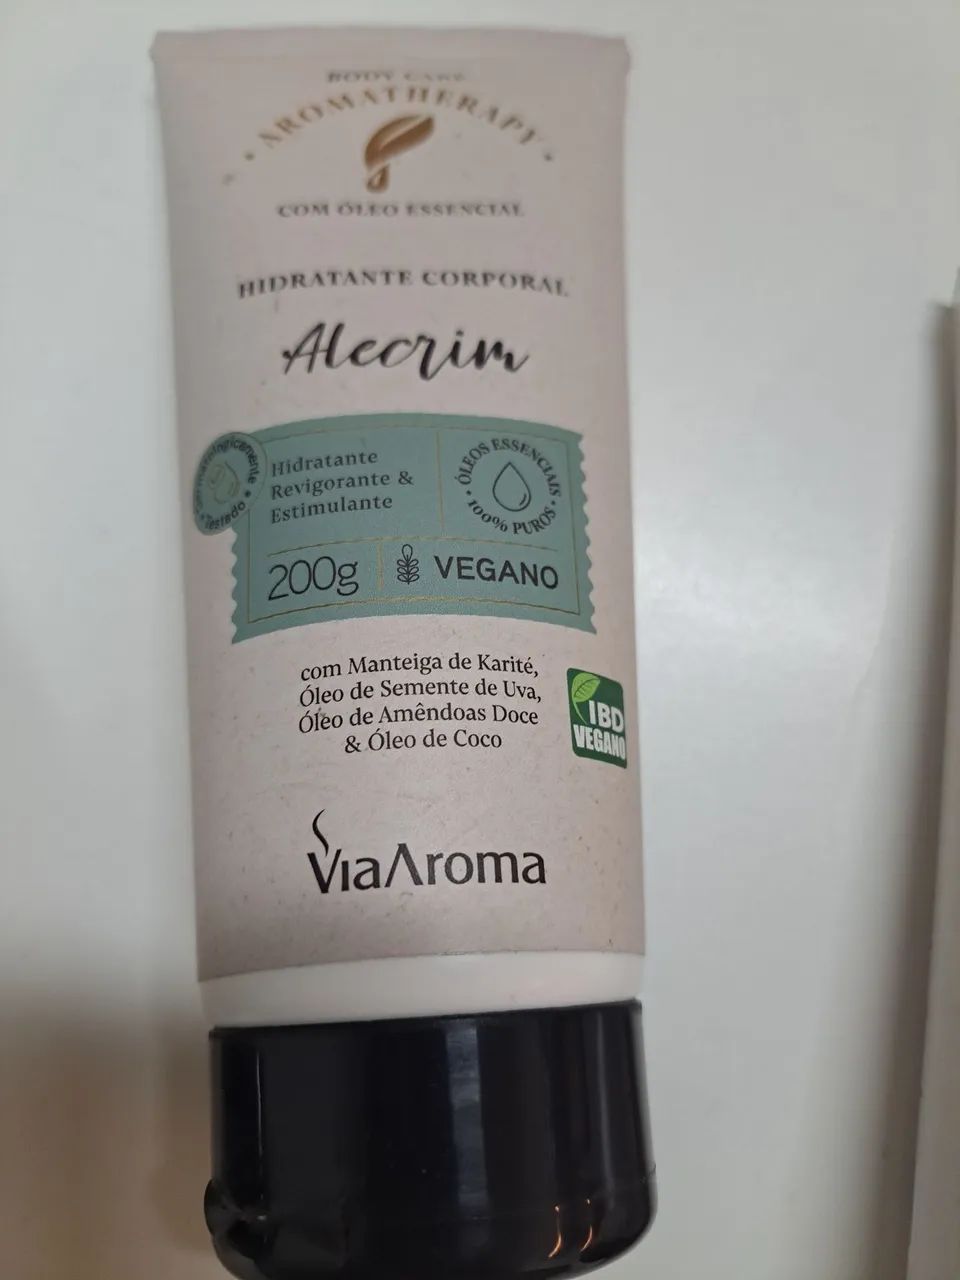 BODY CARE
• AROMATHERAPY •
COM ÓLEO ESSENCIAL
HIDRATANTE CORPORAL
Alecrim
Dermatologicamente • Testado •
Hidratante
Revigorante &
Estimulante
• ÓLEOS ESSENCIAIS •
100% PUROS
200g
VEGANO
com Manteiga de Karité,
Óleo de Semente de Uva,
Óleo de Amêndoas Doce
& Óleo de Coco
IBD
VEGANO
ViaAroma